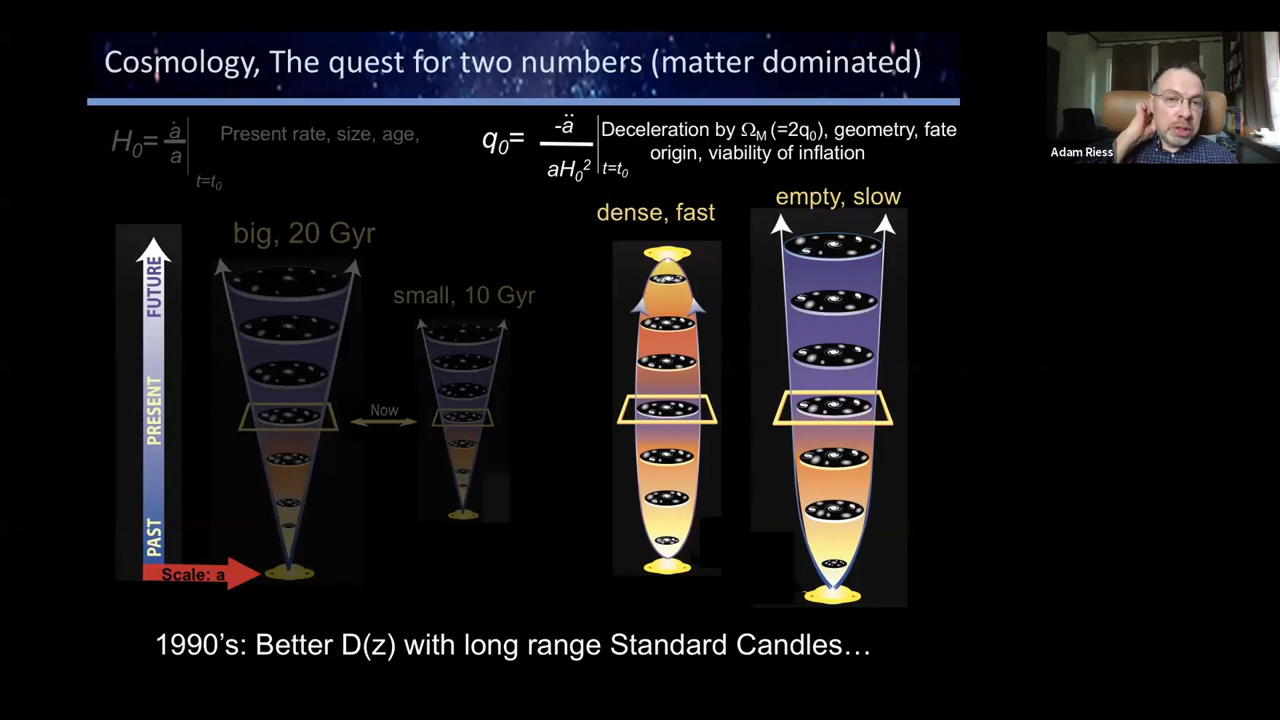 Cosmology, The quest for two numbers (matter dominated)
H₀= ȧ/a |t=t₀
Present rate, size, age,
q₀= -ä/aH₀² |t=t₀
Deceleration by Ω_M (=2q₀), geometry, fate
origin, viability of inflation
big, 20 Gyr
small, 10 Gyr
dense, fast
empty, slow
FUTURE
PRESENT
PAST
Now
Scale: a
1990's: Better D(z) with long range Standard Candles…
Adam Riess